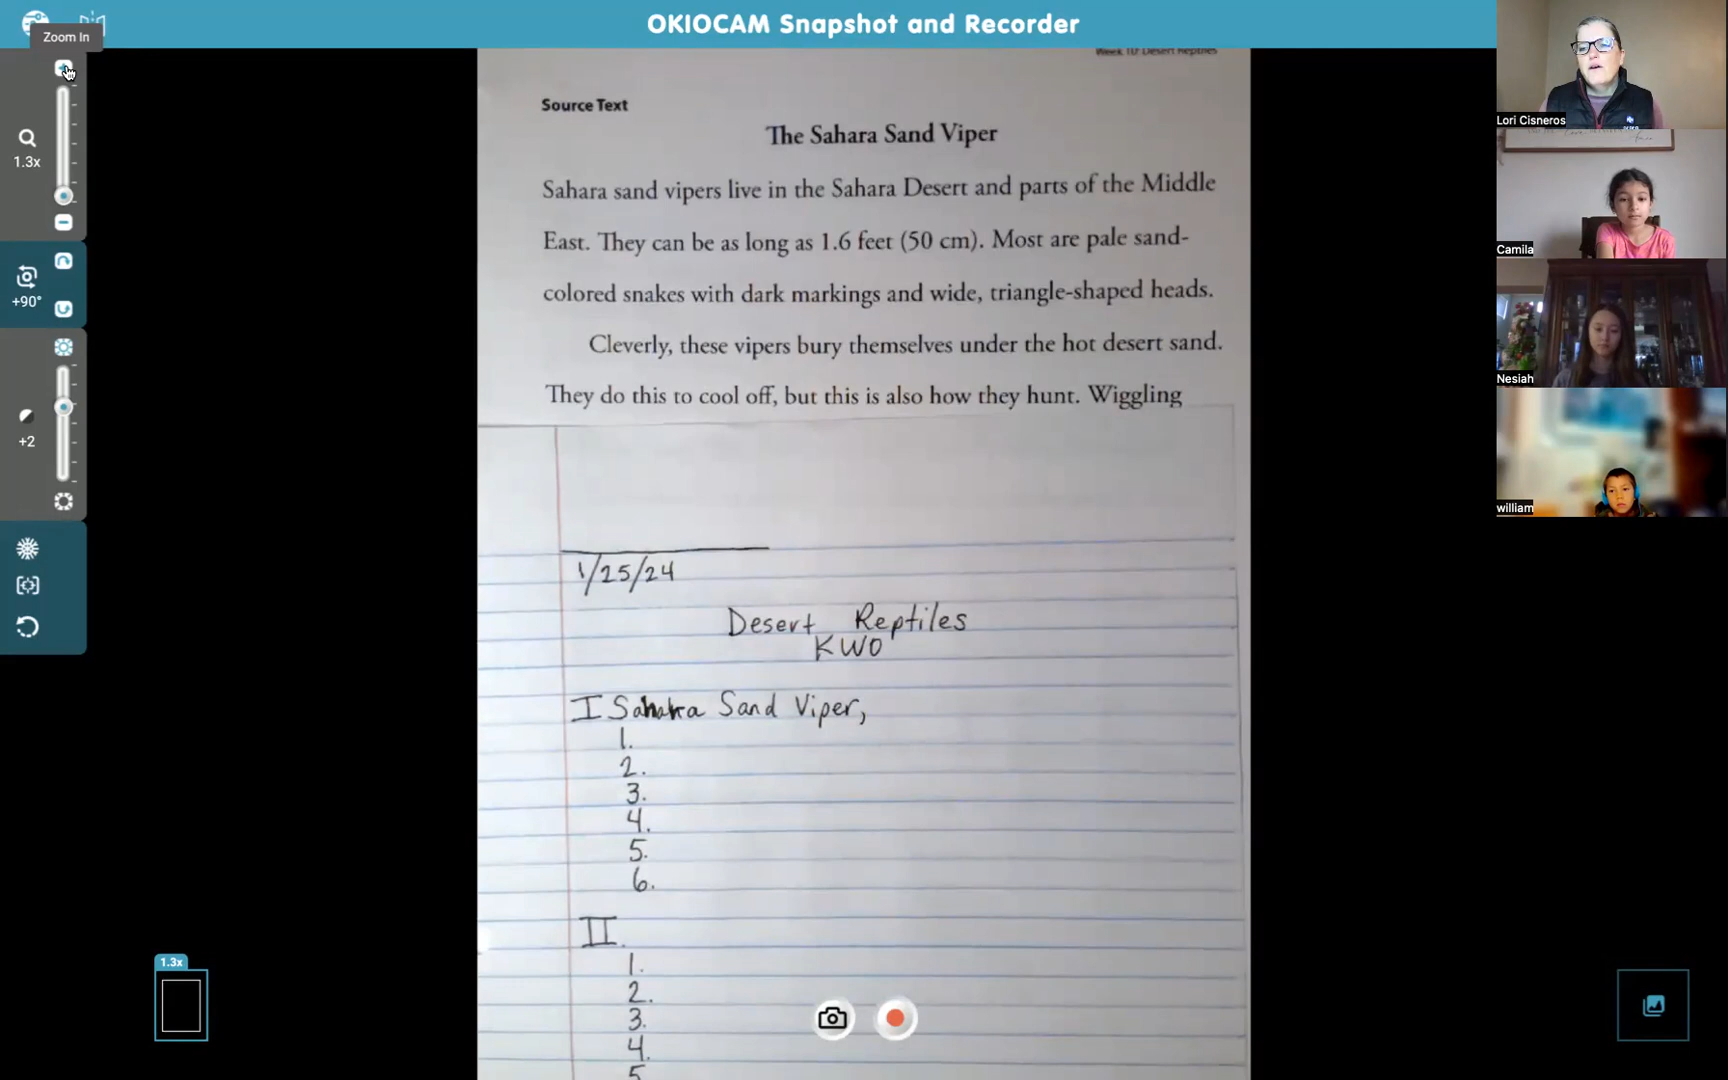 OKIOCAM Snapshot and Recorder
Zoom In
1.3x
+90°
+2
1.3x
Week 10: Desert Reptiles
Source Text
The Sahara Sand Viper
Sahara sand vipers live in the Sahara Desert and parts of the Middle
East. They can be as long as 1.6 feet (50 cm). Most are pale sand-
colored snakes with dark markings and wide, triangle-shaped heads.
Cleverly, these vipers bury themselves under the hot desert sand.
They do this to cool off, but this is also how they hunt. Wiggling
1/25/24
Desert Reptiles
KWO
I Sahara Sand Viper,
1.
2.
3.
4.
5.
6.
II.
1.
2.
3.
4.
5
Lori Cisneros
Camila
Nesiah
william